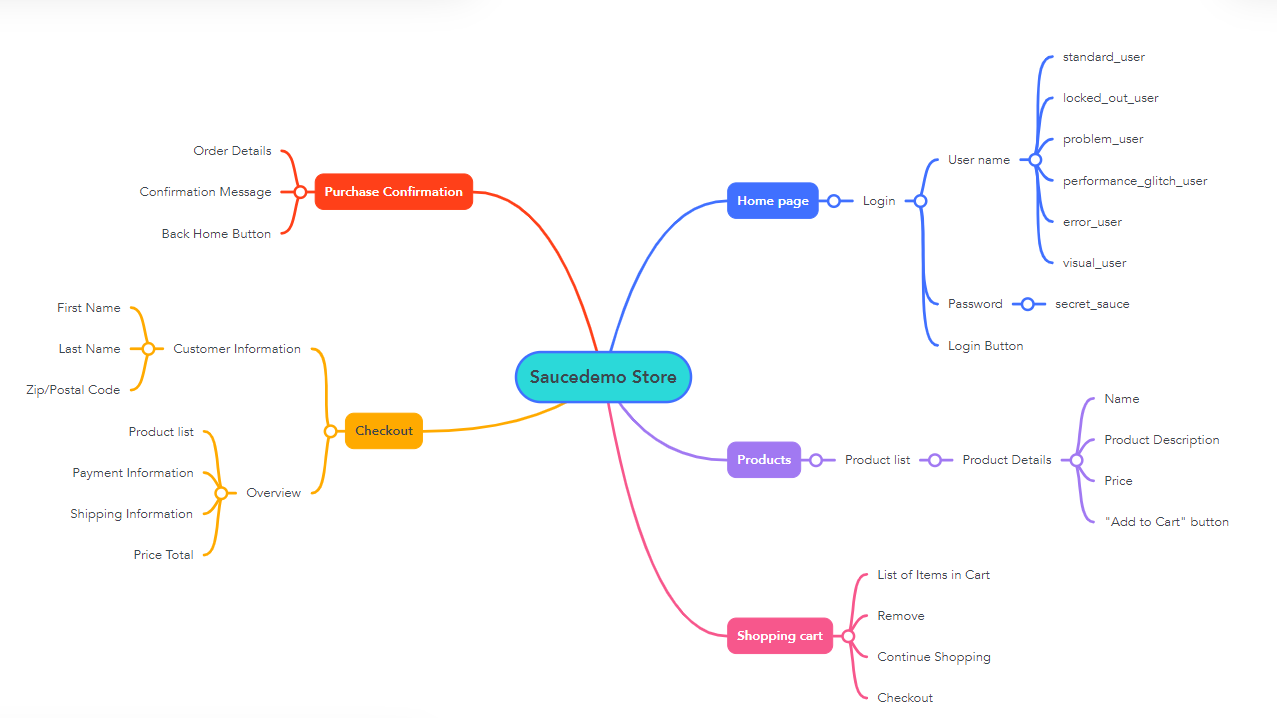 Saucedemo Store
Home page
Login
User name
standard_user
locked_out_user
problem_user
performance_glitch_user
error_user
visual_user
Password
secret_sauce
Login Button
Products
Product list
Product Details
Name
Product Description
Price
"Add to Cart" button
Shopping cart
List of Items in Cart
Remove
Continue Shopping
Checkout
Purchase Confirmation
Order Details
Confirmation Message
Back Home Button
Checkout
Customer Information
First Name
Last Name
Zip/Postal Code
Overview
Product list
Payment Information
Shipping Information
Price Total